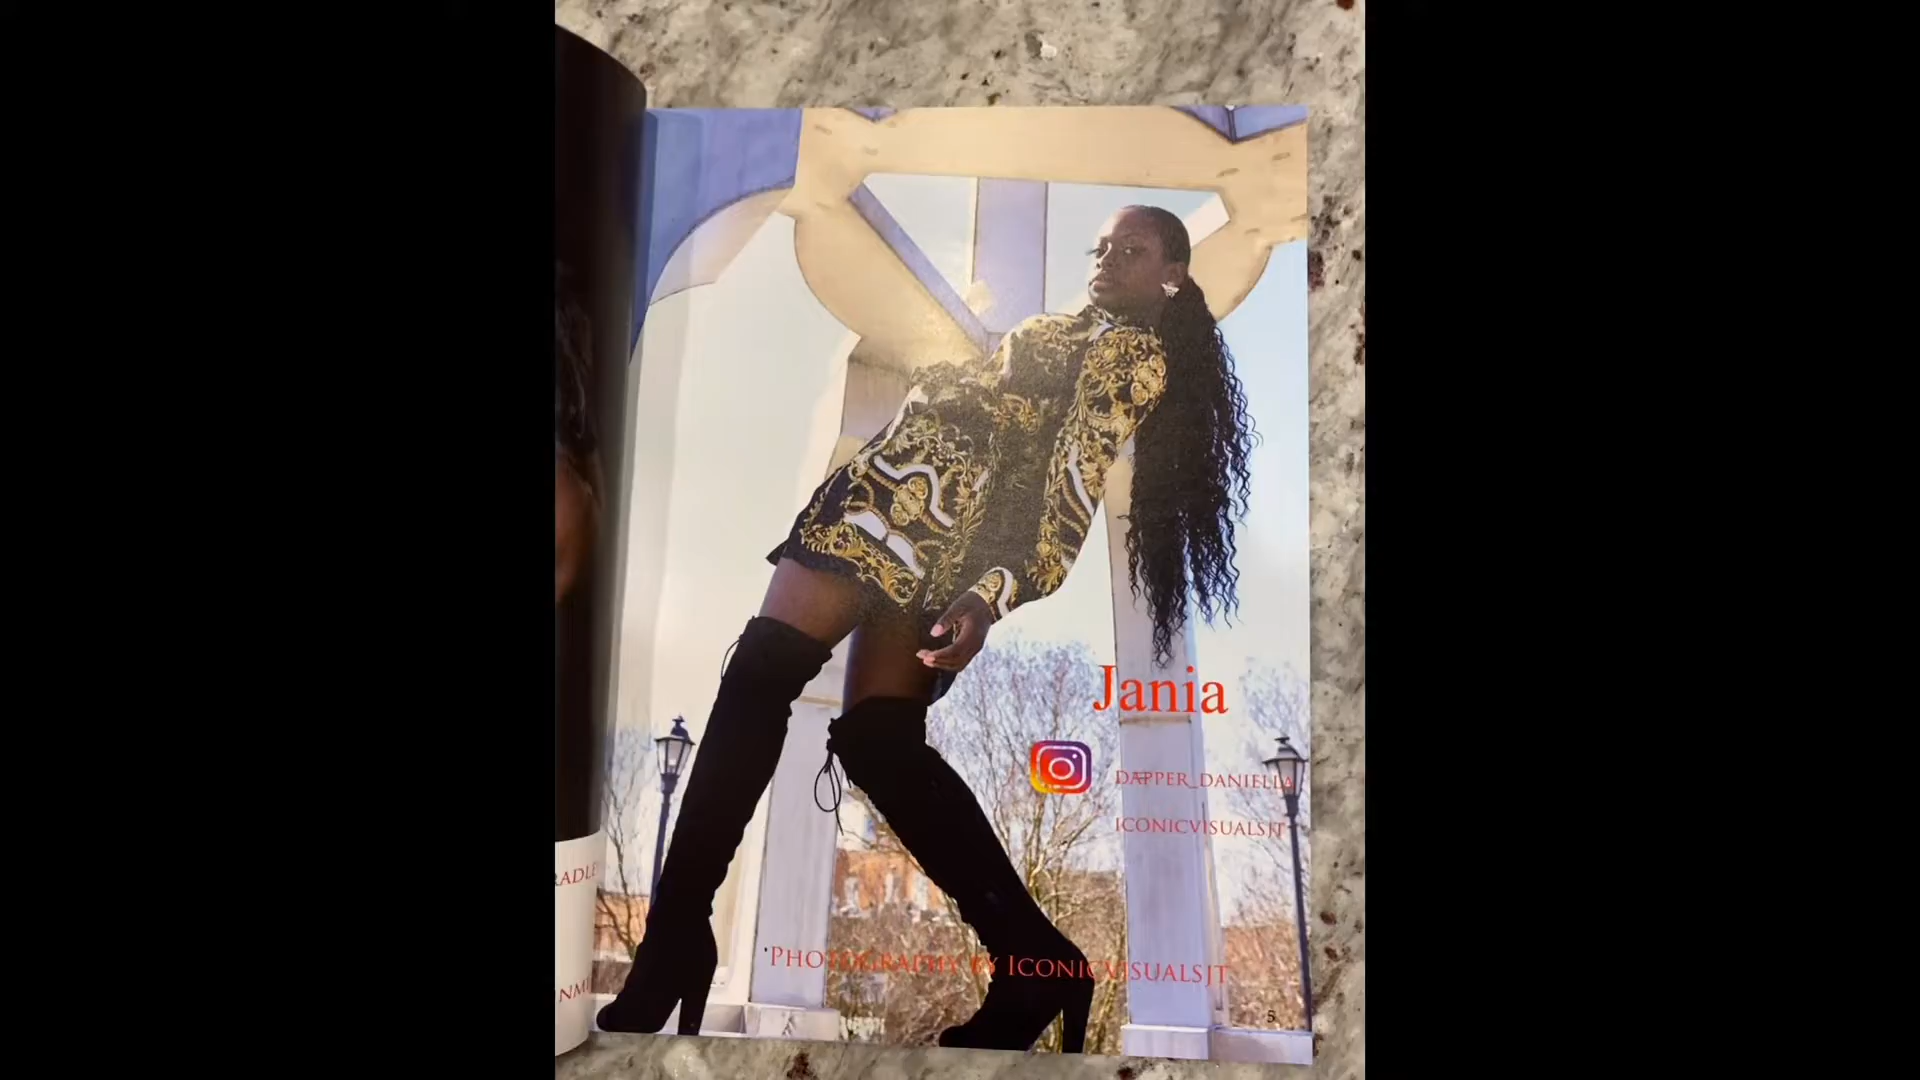 Jania
DAPPER_DANIELLA
ICONICVISUALSJT
PHOTOGRAPHY BY ICONICVISUALSJT
5